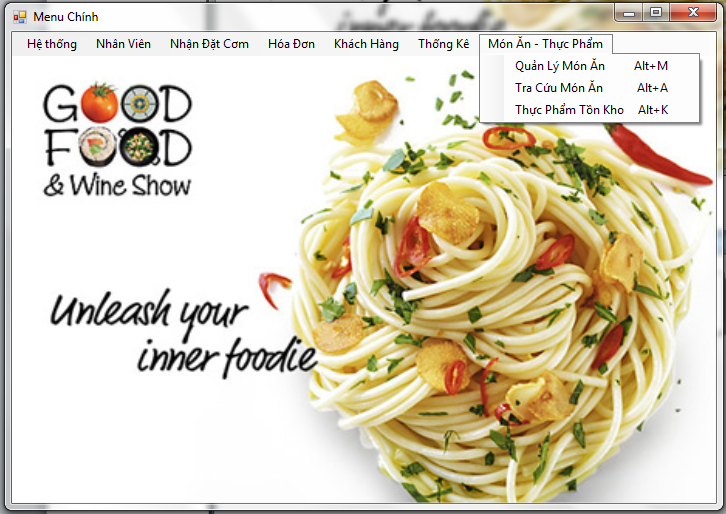 Menu Chính
Hệ thống Nhân Viên Nhận Đặt Cơm Hóa Đơn Khách Hàng Thống Kê Món Ăn - Thực Phẩm
Quản Lý Món Ăn Alt+M
Tra Cứu Món Ăn Alt+A
Thực Phẩm Tồn Kho Alt+K
GOOD
FOOD
& Wine Show
Unleash your
inner foodie